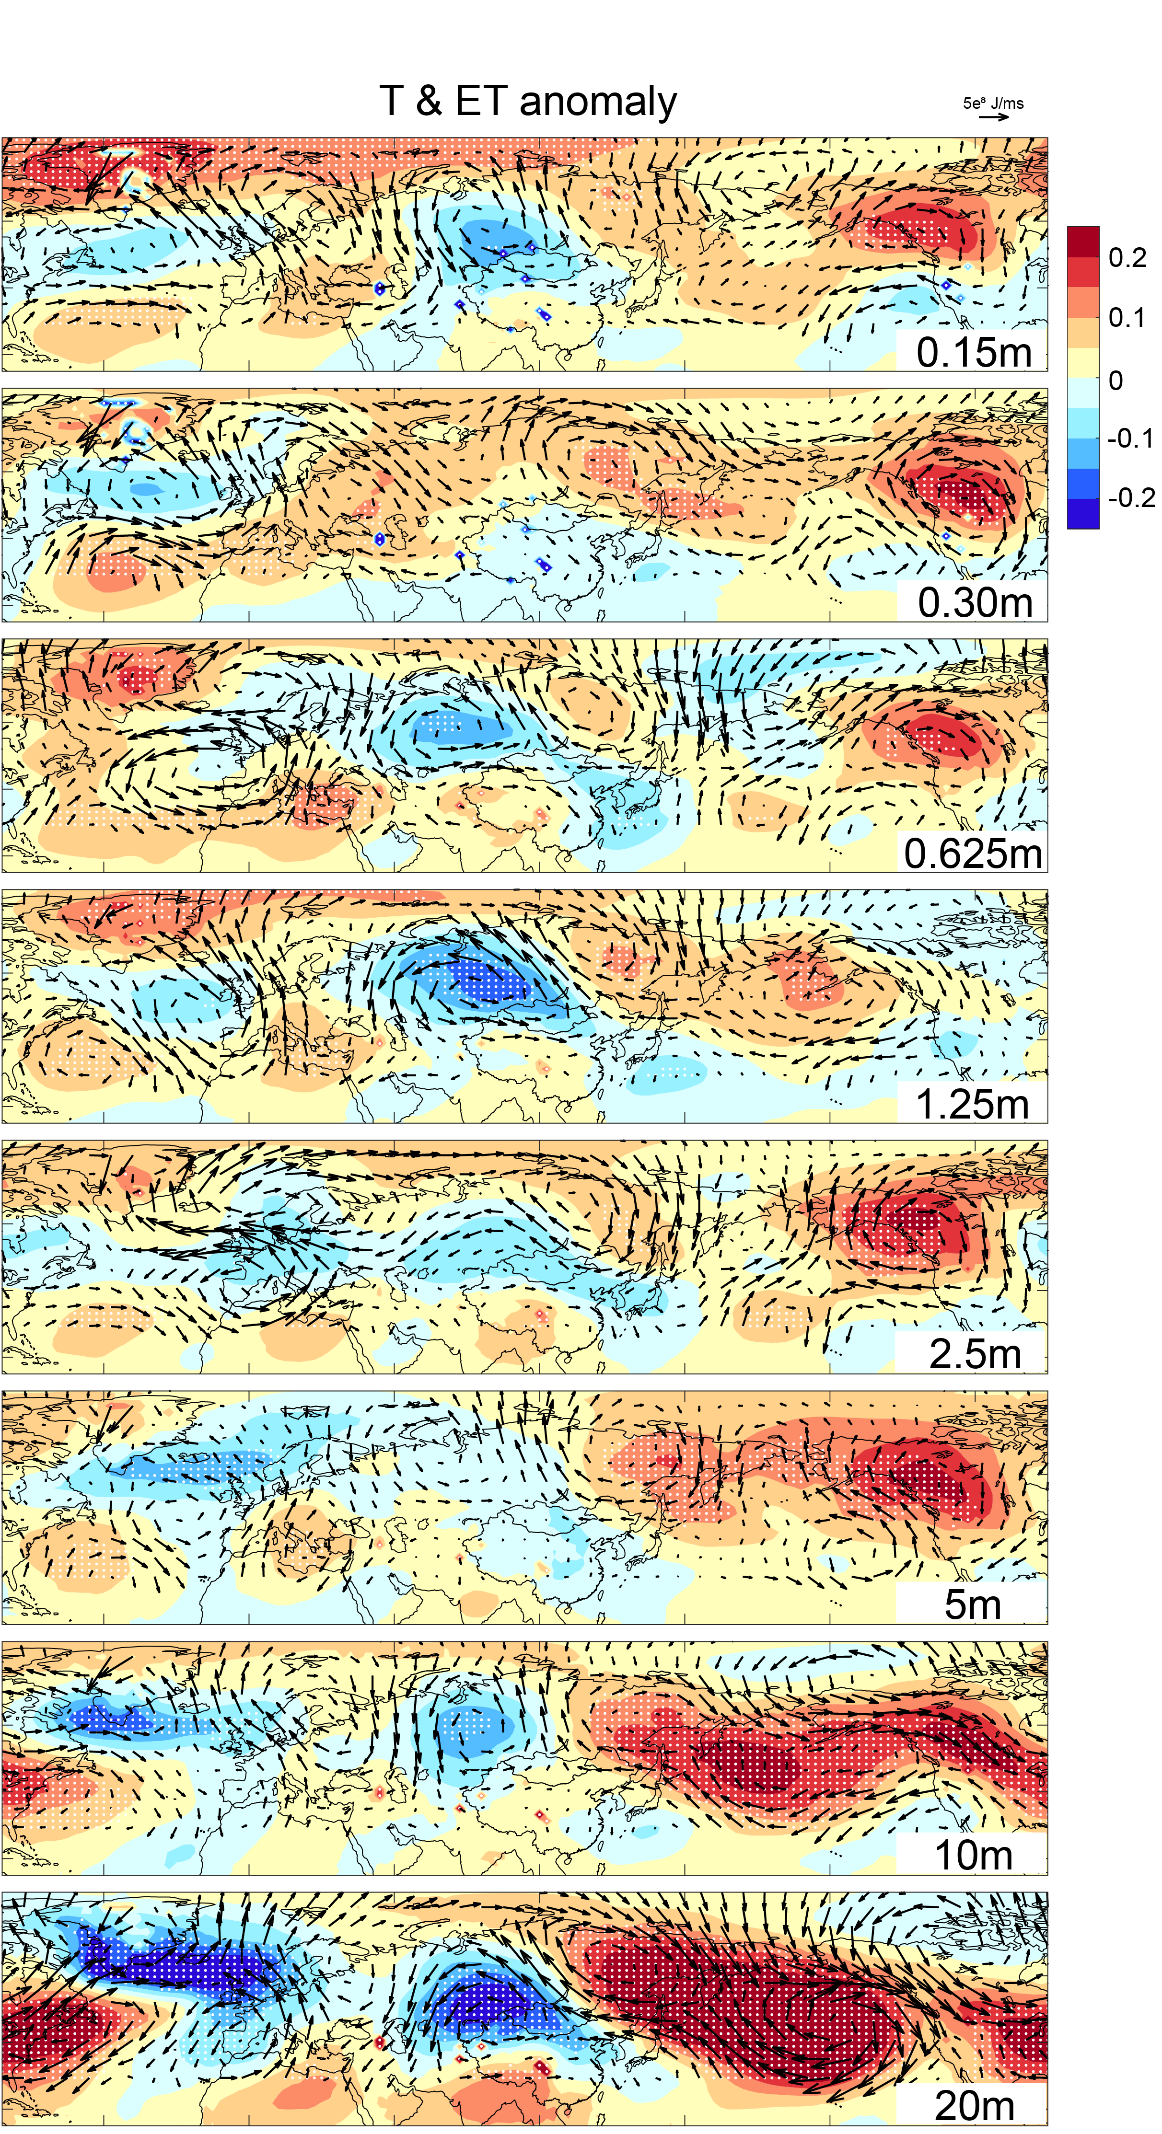 T & ET anomaly
5e⁸ J/ms
0.2
0.1
0
-0.1
-0.2
0.15m
0.30m
0.625m
1.25m
2.5m
5m
10m
20m